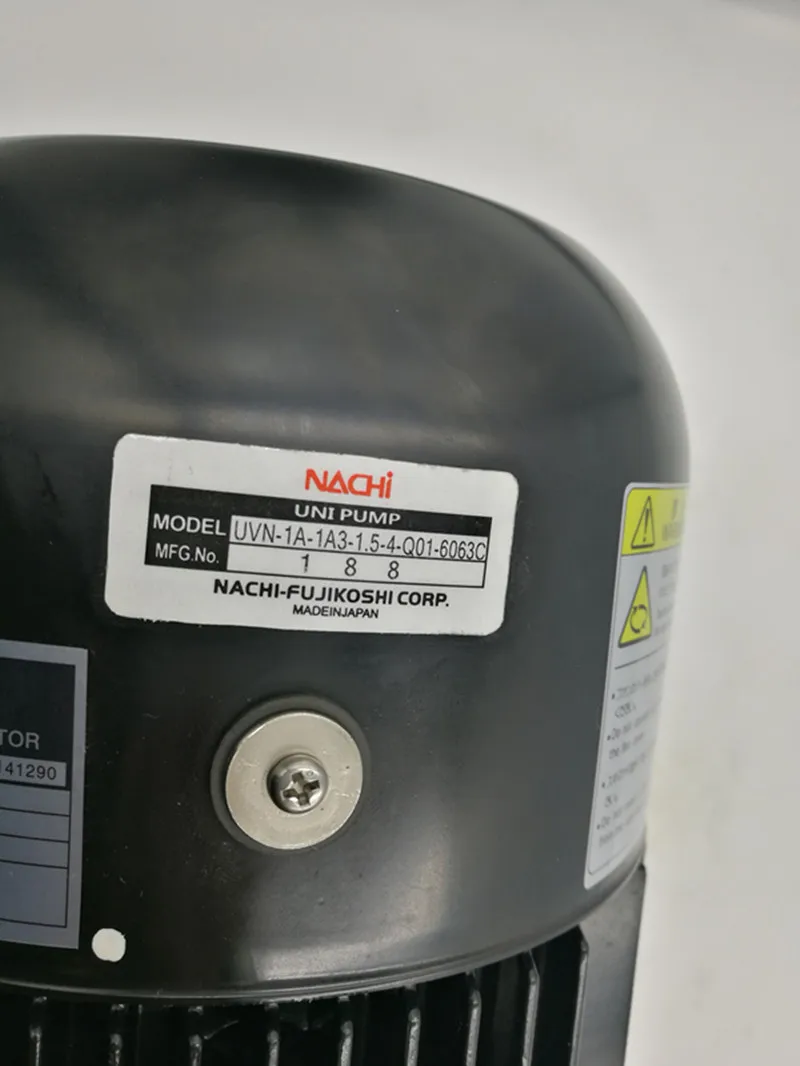 NACHi
UNI PUMP
MODEL UVN-1A-1A3-1.5-4-Q01-6063C
MFG.No. 1 8 8
NACHI-FUJIKOSHI CORP.
MADEINJAPAN
TOR
141290